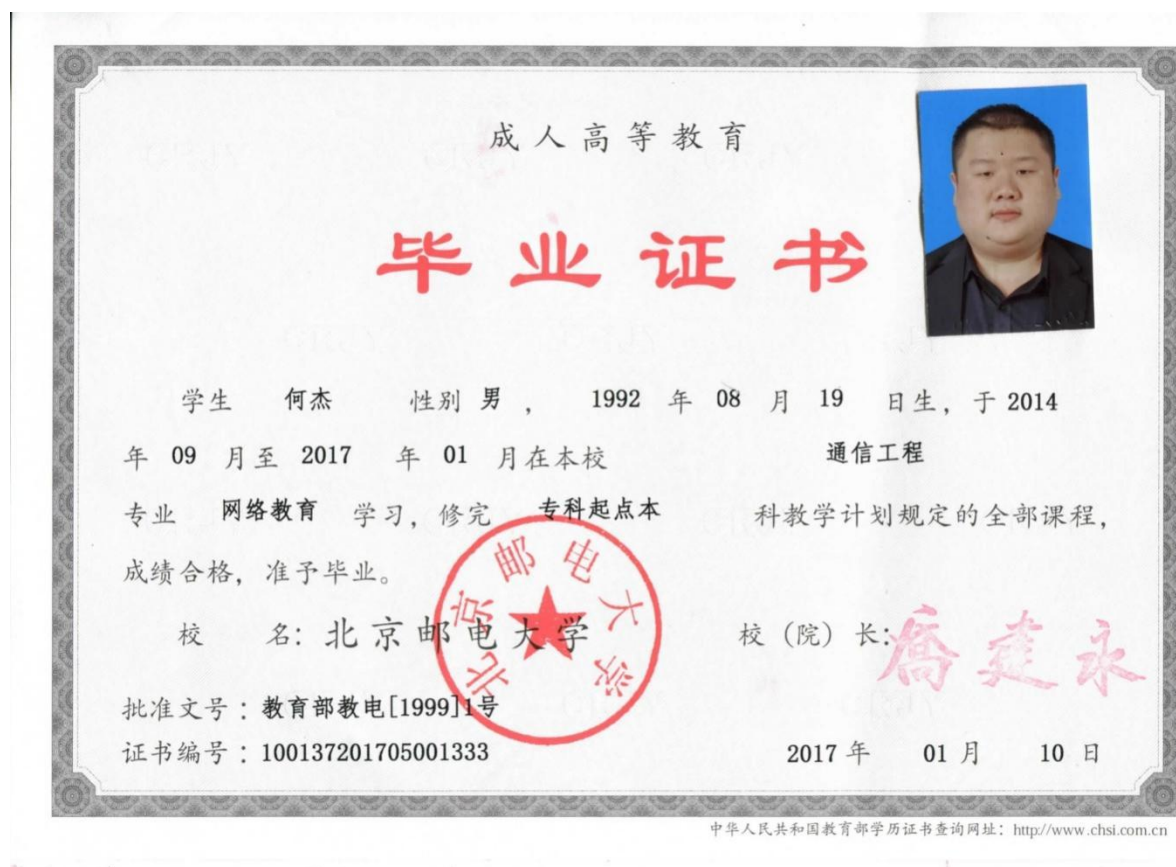 成人高等教育
毕业证书
学生 何杰 性别 男 , 1992 年 08 月 19 日生, 于 2014
年 09 月至 2017 年 01 月在本校 通信工程
专业 网络教育 学习, 修完 专科起点本 科教学计划规定的全部课程,
成绩合格, 准予毕业。
校 名: 北京邮电大学 校 (院) 长: 乔建永
北京邮电大学
批准文号: 教育部教电[1999]1号
证书编号: 100137201705001333 2017 年 01 月 10 日
中华人民共和国教育部学历证书查询网址: http://www.chsi.com.cn